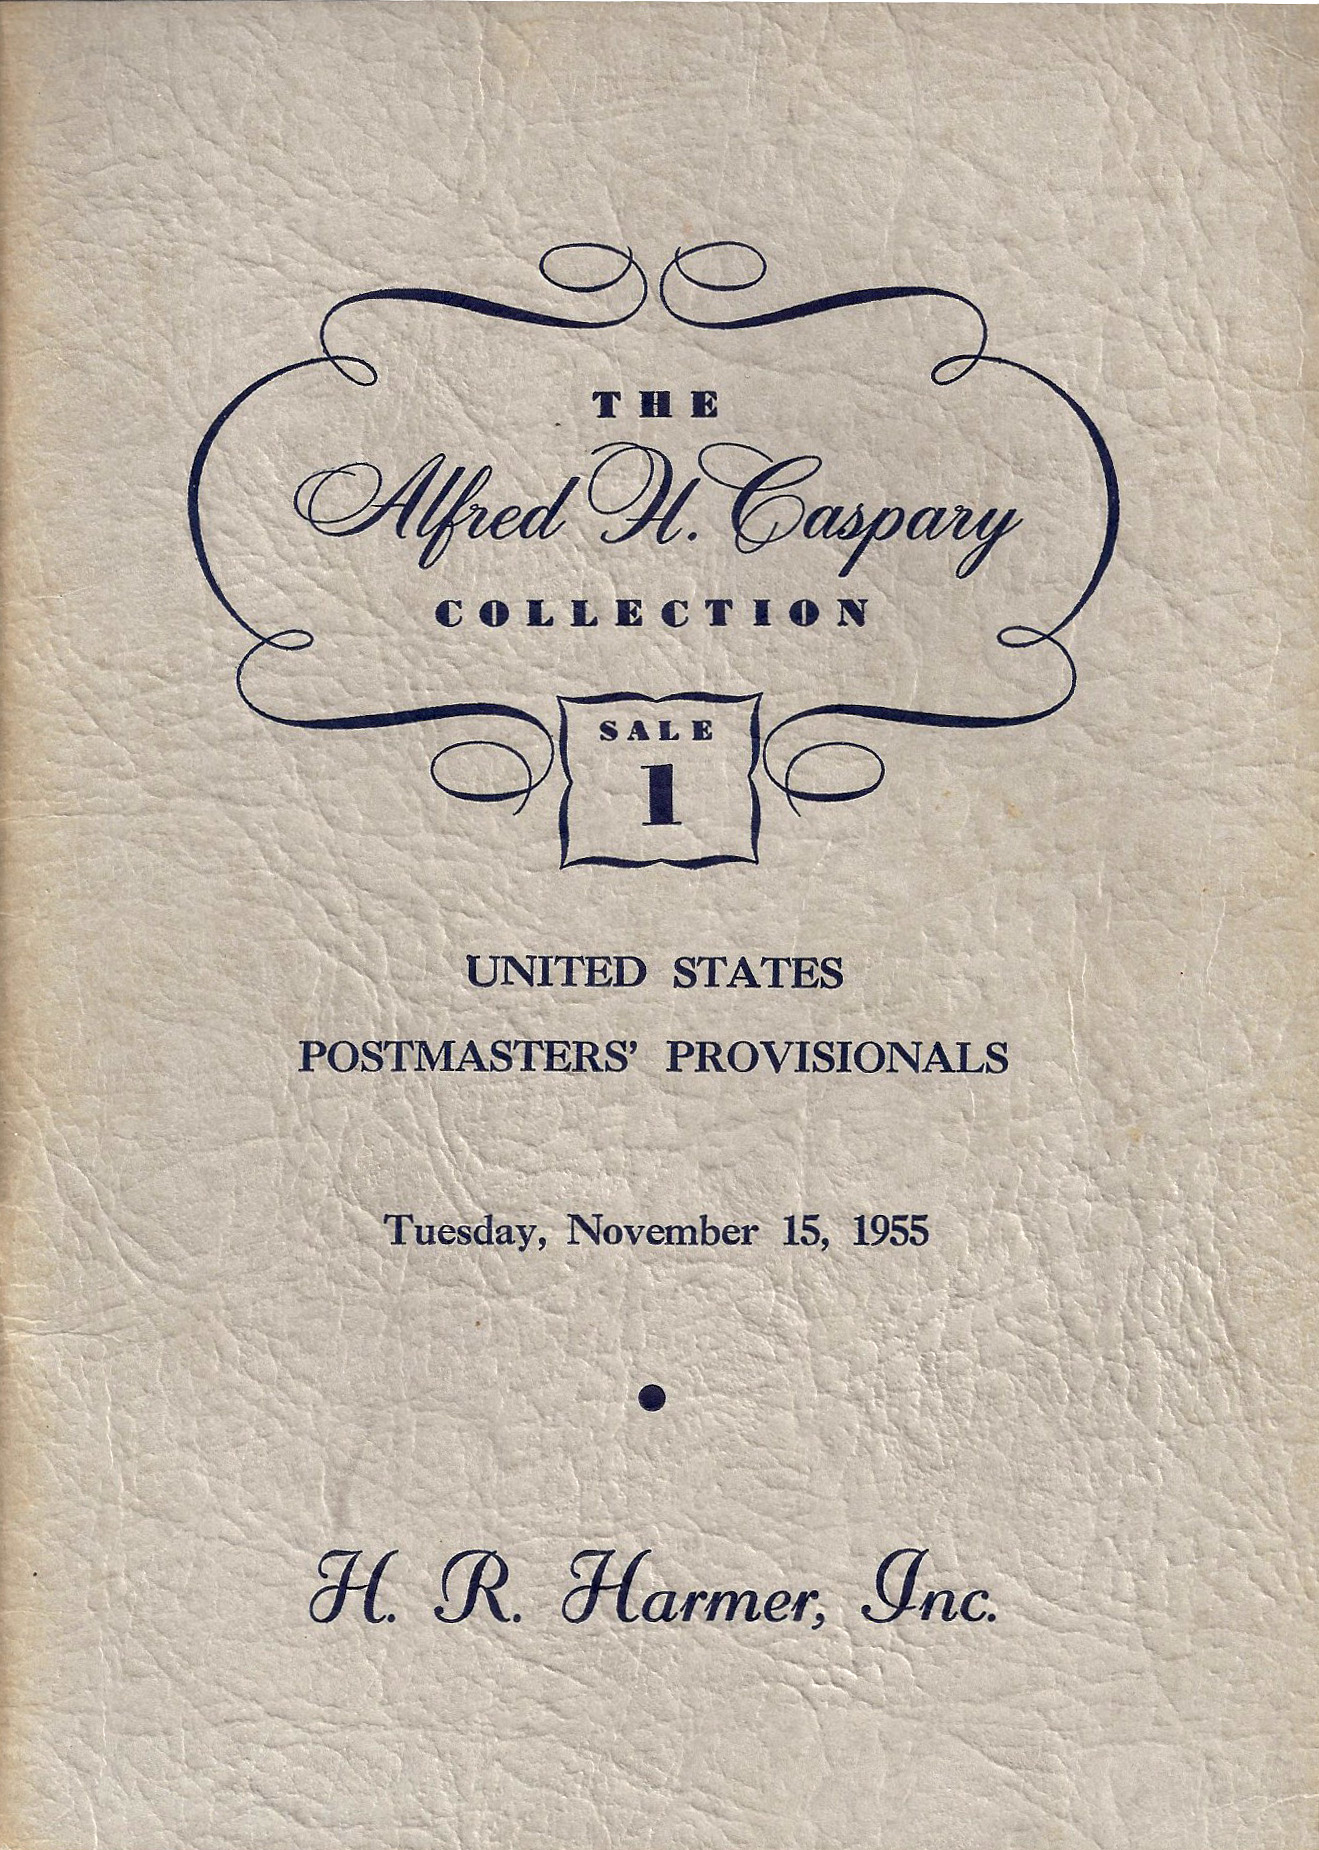 THE
Alfred H. Caspary
COLLECTION
SALE
1
UNITED STATES
POSTMASTERS’ PROVISIONALS
Tuesday, November 15, 1955
H. R. Harmer, Inc.